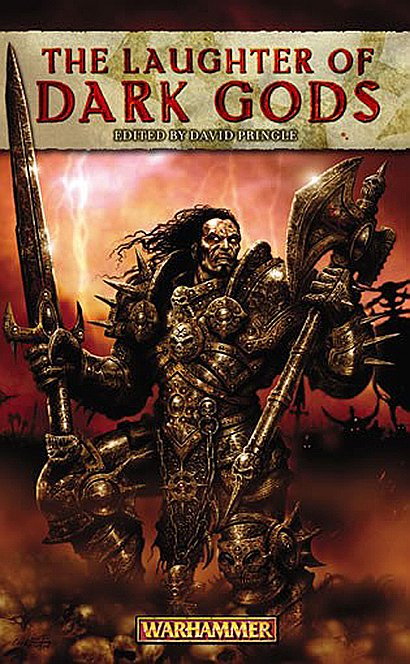 THE LAUGHTER OF
DARK GODS
EDITED BY DAVID PRINGLE
WARHAMMER